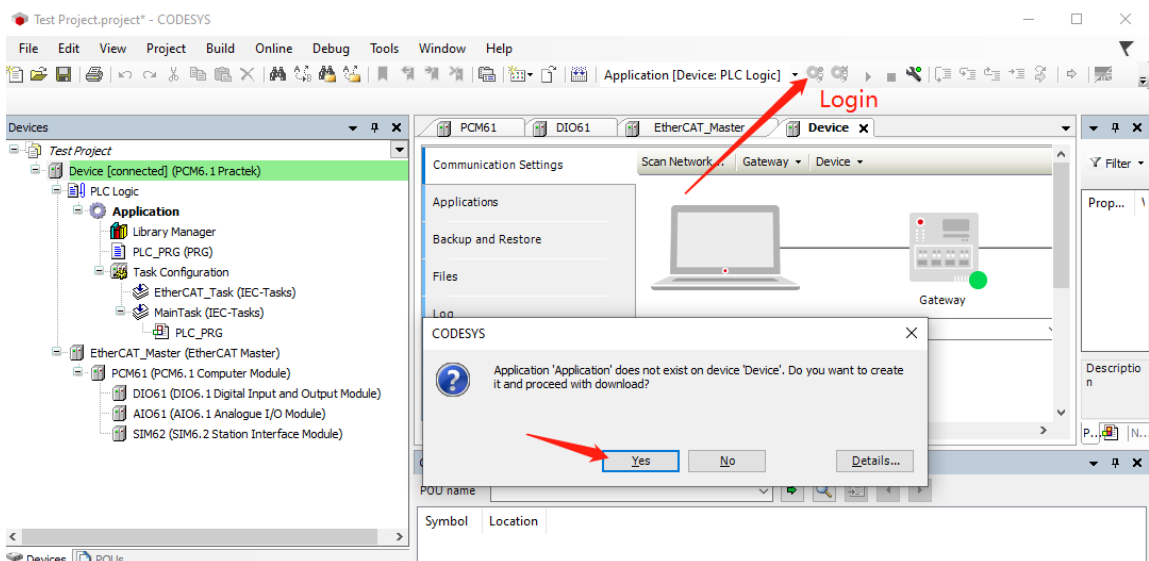 Test Project.project* - CODESYS
File Edit View Project Build Online Debug Tools Window Help
Application [Device: PLC Logic]
Login
Devices
PCM61 DIO61 EtherCAT_Master Device
Test Project
Device [connected] (PCM6.1 Practek)
PLC Logic
Application
Library Manager
PLC_PRG (PRG)
Task Configuration
EtherCAT_Task (IEC-Tasks)
MainTask (IEC-Tasks)
PLC_PRG
EtherCAT_Master (EtherCAT Master)
PCM61 (PCM6.1 Computer Module)
DIO61 (DIO6.1 Digital Input and Output Module)
AIO61 (AIO6.1 Analogue I/O Module)
SIM62 (SIM6.2 Station Interface Module)
Devices POUs
Communication Settings
Applications
Backup and Restore
Files
Log
Scan Network... Gateway Device
Gateway
CODESYS
Application 'Application' does not exist on device 'Device'. Do you want to create
it and proceed with download?
Yes No Details...
POU name
Symbol Location
Filter
Prop...
Descriptio
n
P... N...